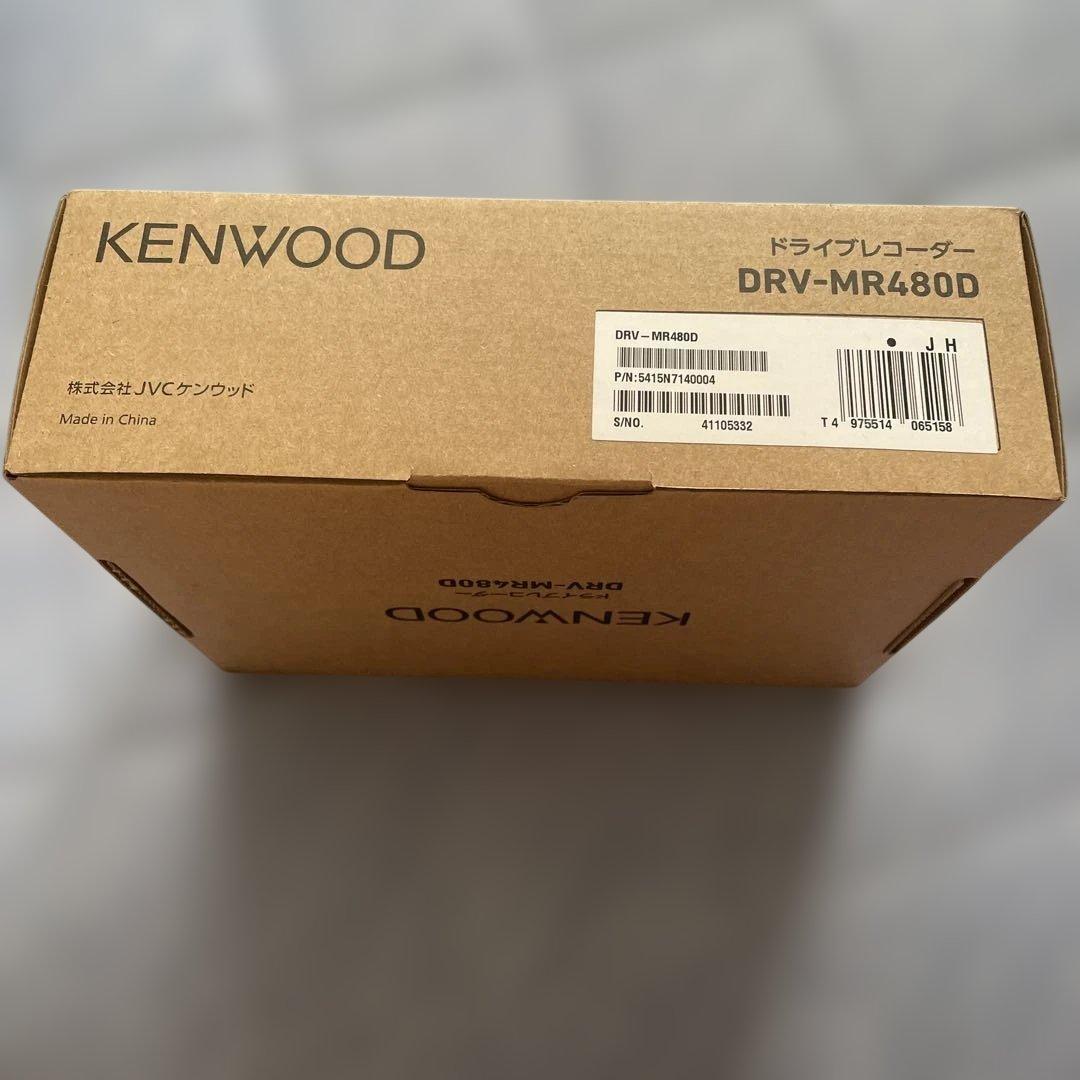 KENWOOD
ドライブレコーダー
DRV-MR480D
DRV－MR480D
P/N:5415N7140004
S/NO. 41105332
● J H
T 4 975514 065158
株式会社JVCケンウッド
Made in China
KENWOOD
ドライブレコーダー
DRV-MR480D